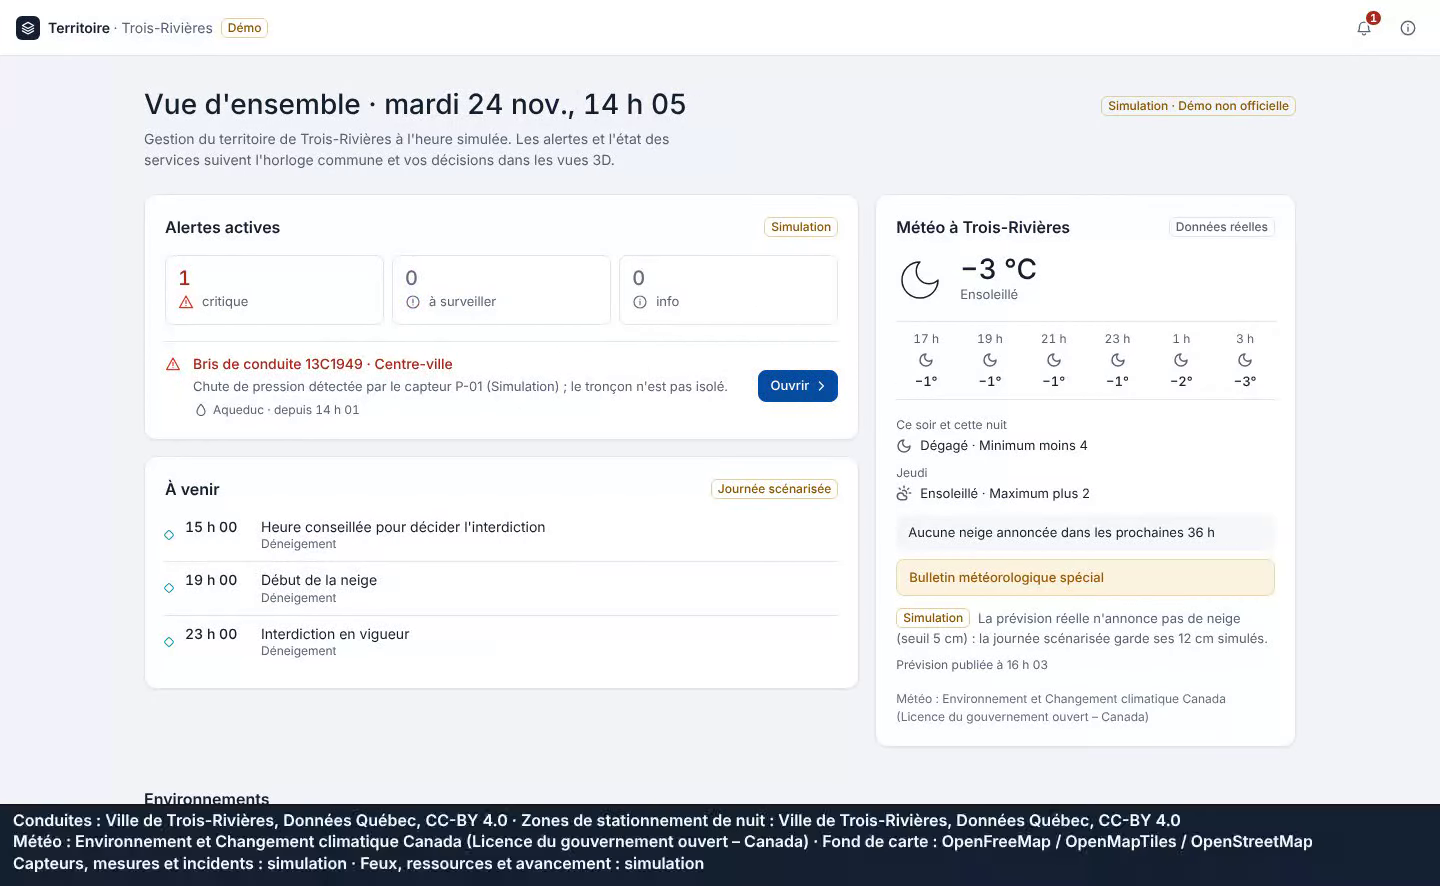 Territoire · Trois-Rivières Démo
1
Vue d'ensemble · mardi 24 nov., 14 h 05
Simulation · Démo non officielle
Gestion du territoire de Trois-Rivières à l'heure simulée. Les alertes et l'état des
services suivent l'horloge commune et vos décisions dans les vues 3D.
Alertes actives
Simulation
1
critique
0
à surveiller
0
info
Bris de conduite 13C1949 · Centre-ville
Chute de pression détectée par le capteur P-01 (Simulation) ; le tronçon n'est pas isolé.
Aqueduc · depuis 14 h 01
Ouvrir
À venir
Journée scénarisée
15 h 00 Heure conseillée pour décider l'interdiction
Déneigement
19 h 00 Début de la neige
Déneigement
23 h 00 Interdiction en vigueur
Déneigement
Météo à Trois-Rivières
Données réelles
−3 °C
Ensoleillé
17 h 19 h 21 h 23 h 1 h 3 h
−1° −1° −1° −1° −2° −3°
Ce soir et cette nuit
Dégagé · Minimum moins 4
Jeudi
Ensoleillé · Maximum plus 2
Aucune neige annoncée dans les prochaines 36 h
Bulletin météorologique spécial
Simulation La prévision réelle n'annonce pas de neige
(seuil 5 cm) : la journée scénarisée garde ses 12 cm simulés.
Prévision publiée à 16 h 03
Météo : Environnement et Changement climatique Canada
(Licence du gouvernement ouvert – Canada)
Environnements
Conduites : Ville de Trois-Rivières, Données Québec, CC-BY 4.0 · Zones de stationnement de nuit : Ville de Trois-Rivières, Données Québec, CC-BY 4.0
Météo : Environnement et Changement climatique Canada (Licence du gouvernement ouvert – Canada) · Fond de carte : OpenFreeMap / OpenMapTiles / OpenStreetMap
Capteurs, mesures et incidents : simulation · Feux, ressources et avancement : simulation